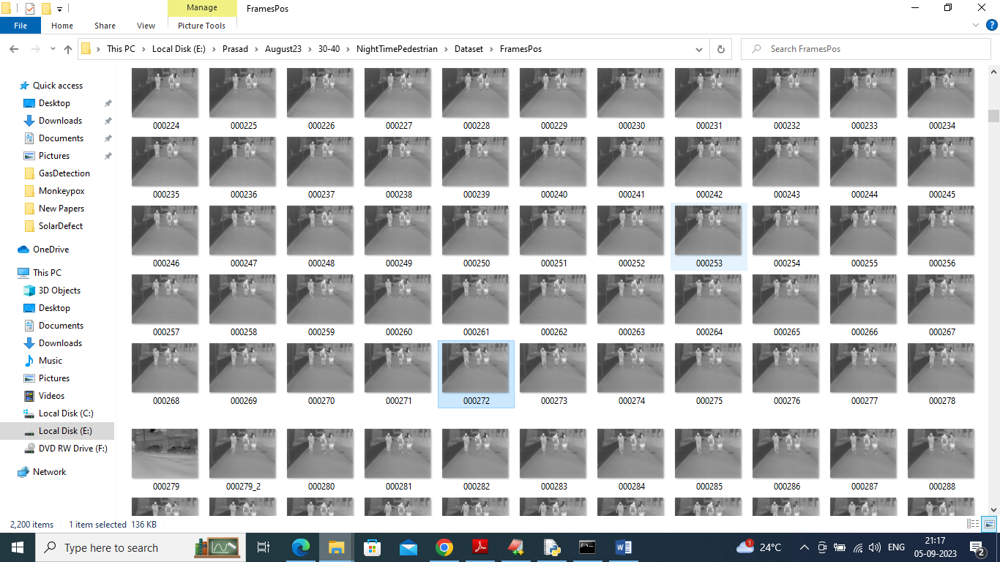 Manage
FramesPos
File
Home
Share
View
Picture Tools
This PC
Local Disk (E:)
Prasad
August23
30-40
NightTimePedestrian
Dataset
FramesPos
Search FramesPos
Quick access
Desktop
Downloads
Documents
Pictures
GasDetection
Monkeypox
New Papers
SolarDefect
OneDrive
This PC
3D Objects
Desktop
Documents
Downloads
Music
Pictures
Videos
Local Disk (C:)
Local Disk (E:)
DVD RW Drive (F:)
Network
000224 000225 000226 000227 000228 000229 000230 000231 000232 000233 000234
000235 000236 000237 000238 000239 000240 000241 000242 000243 000244 000245
000246 000247 000248 000249 000250 000251 000252 000253 000254 000255 000256
000257 000258 000259 000260 000261 000262 000263 000264 000265 000266 000267
000268 000269 000270 000271 000272 000273 000274 000275 000276 000277 000278
000279 000279_2 000280 000281 000282 000283 000284 000285 000286 000287 000288
2,200 items 1 item selected 136 KB
Type here to search
1
24°C
ENG
21:17
05-09-2023
2